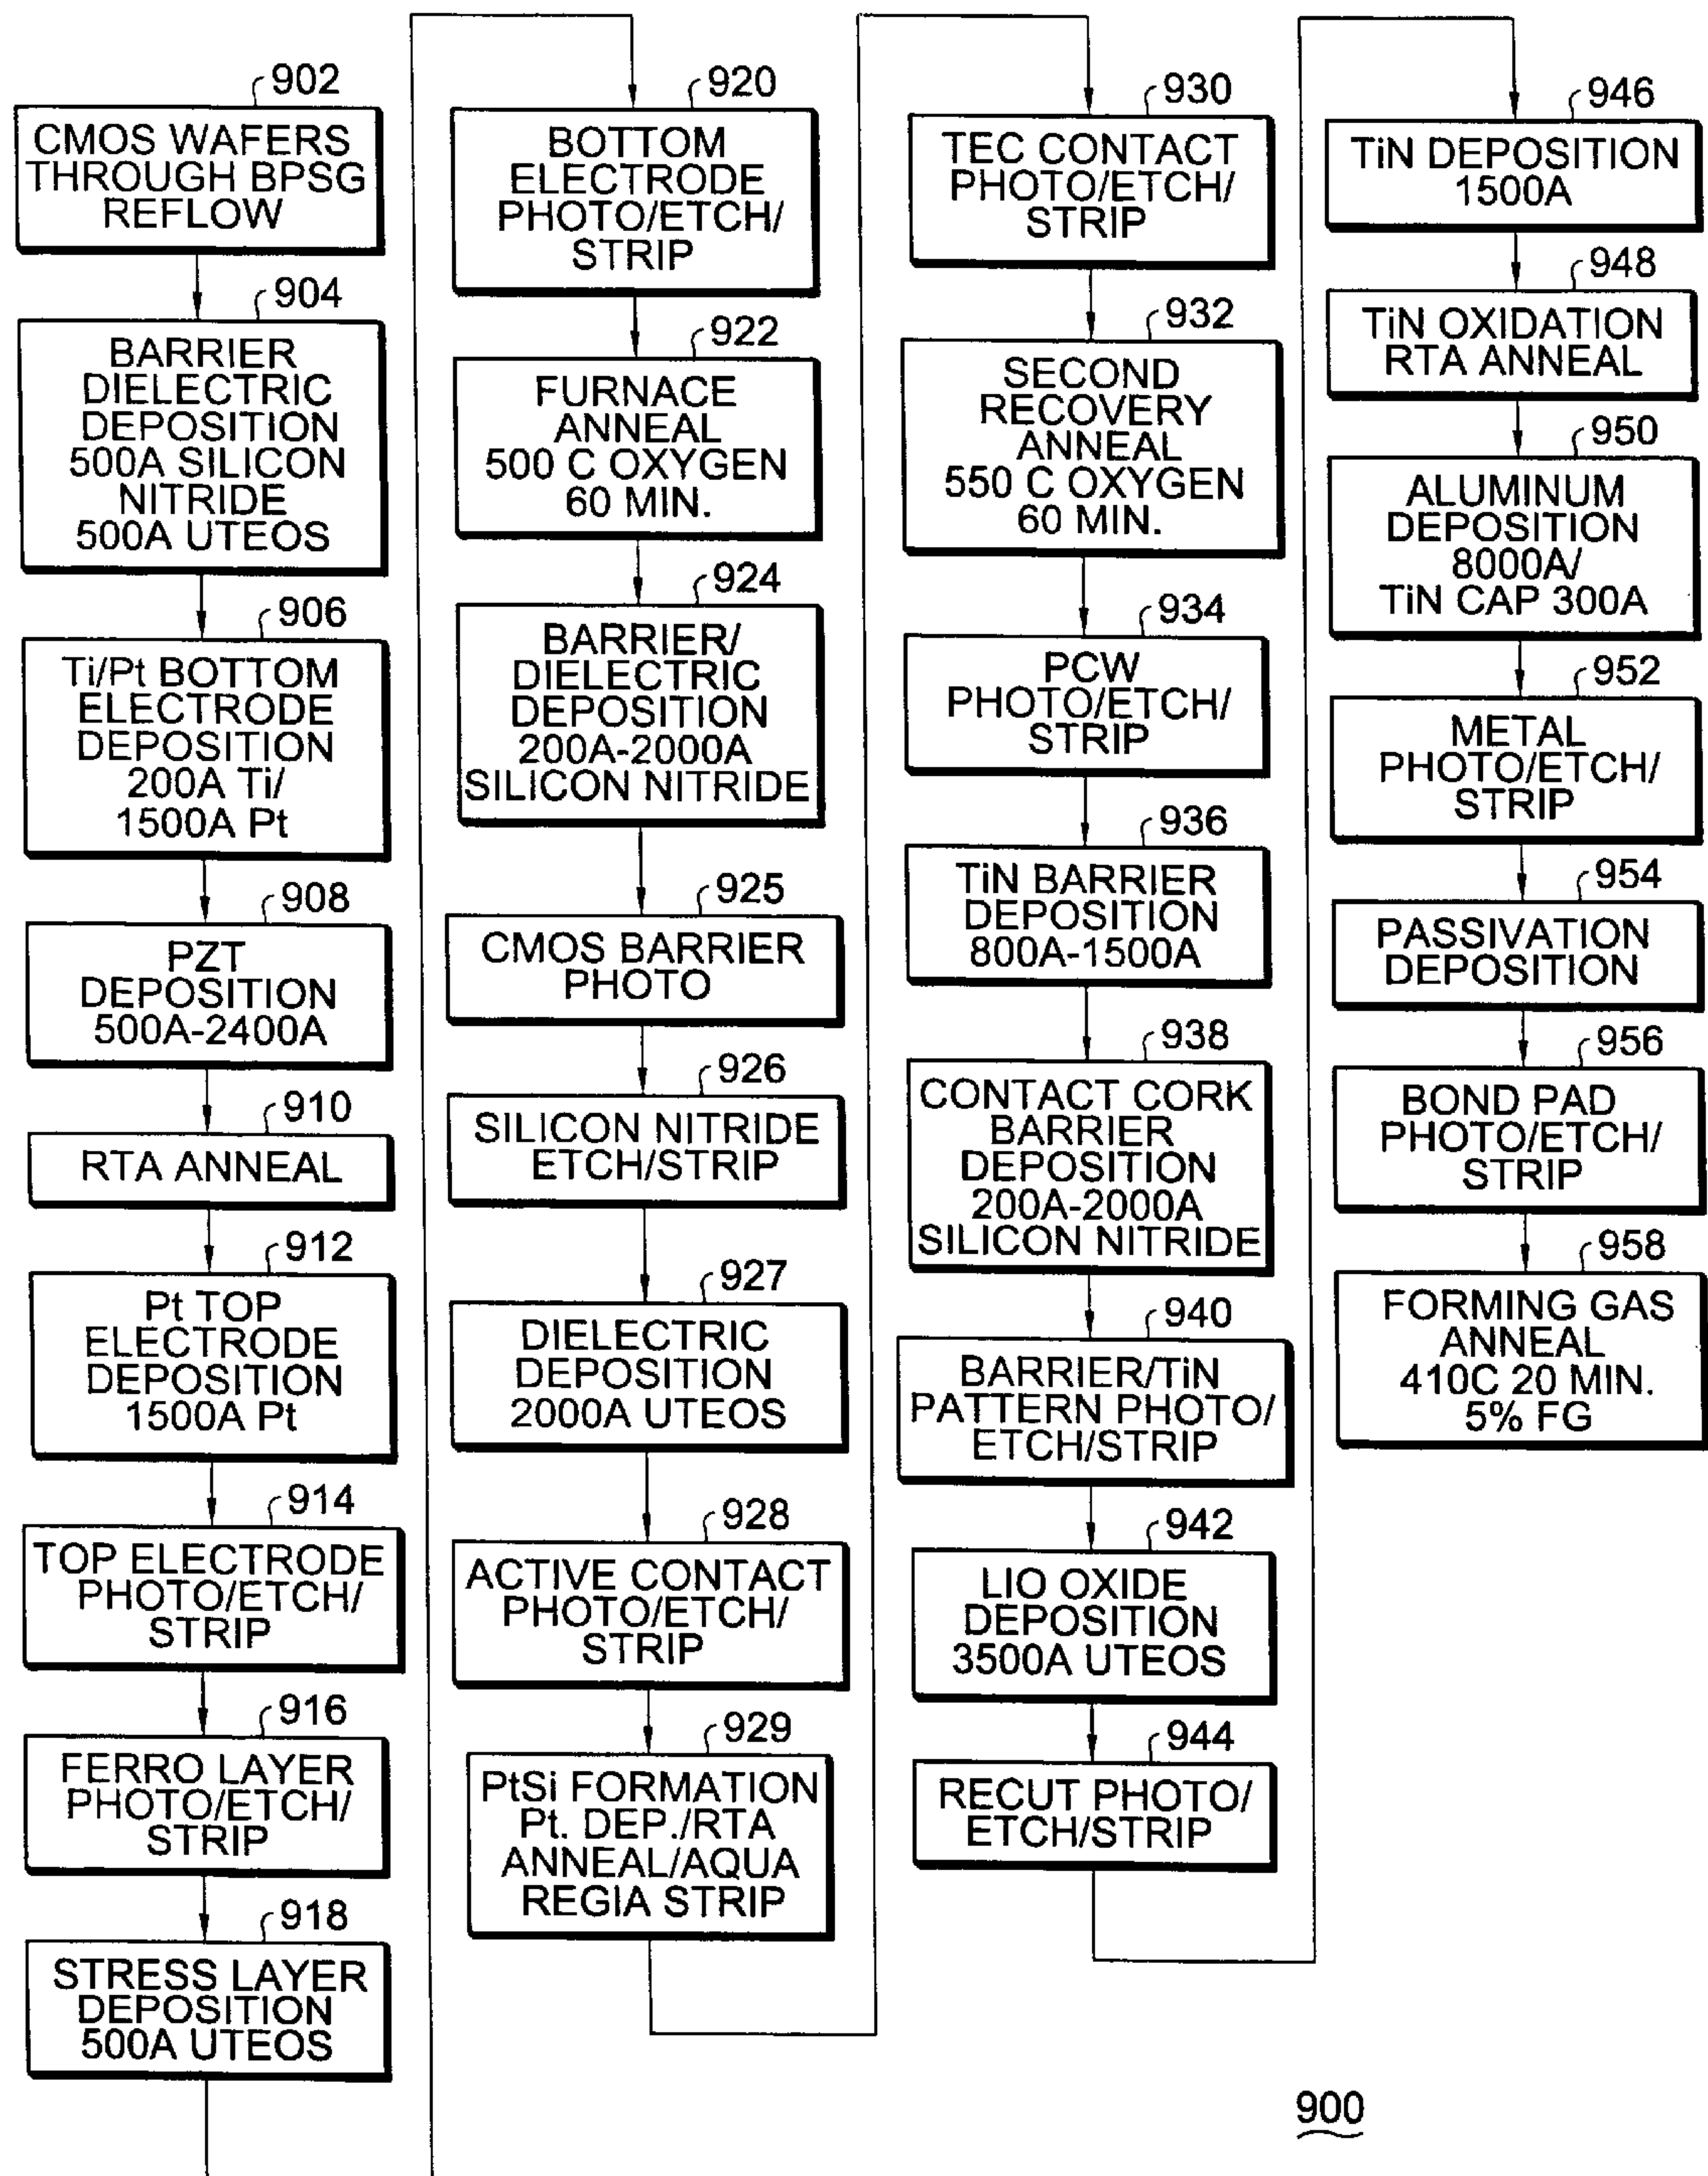 902
CMOS WAFERS
THROUGH BPSG
REFLOW
904
BARRIER
DIELECTRIC
DEPOSITION
500A SILICON
NITRIDE
500A UTEOS
906
Ti/Pt BOTTOM
ELECTRODE
DEPOSITION
200A Ti/
1500A Pt
908
PZT
DEPOSITION
500A-2400A
910
RTA ANNEAL
912
Pt TOP
ELECTRODE
DEPOSITION
1500A Pt
914
TOP ELECTRODE
PHOTO/ETCH/
STRIP
916
FERRO LAYER
PHOTO/ETCH/
STRIP
918
STRESS LAYER
DEPOSITION
500A UTEOS
920
BOTTOM
ELECTRODE
PHOTO/ETCH/
STRIP
922
FURNACE
ANNEAL
500 C OXYGEN
60 MIN.
924
BARRIER/
DIELECTRIC
DEPOSITION
200A-2000A
SILICON NITRIDE
925
CMOS BARRIER
PHOTO
926
SILICON NITRIDE
ETCH/STRIP
927
DIELECTRIC
DEPOSITION
2000A UTEOS
928
ACTIVE CONTACT
PHOTO/ETCH/
STRIP
929
PtSi FORMATION
Pt. DEP./RTA
ANNEAL/AQUA
REGIA STRIP
930
TEC CONTACT
PHOTO/ETCH/
STRIP
932
SECOND
RECOVERY
ANNEAL
550 C OXYGEN
60 MIN.
934
PCW
PHOTO/ETCH/
STRIP
936
TiN BARRIER
DEPOSITION
800A-1500A
938
CONTACT CORK
BARRIER
DEPOSITION
200A-2000A
SILICON NITRIDE
940
BARRIER/TiN
PATTERN PHOTO/
ETCH/STRIP
942
LIO OXIDE
DEPOSITION
3500A UTEOS
944
RECUT PHOTO/
ETCH/STRIP
946
TiN DEPOSITION
1500A
948
TiN OXIDATION
RTA ANNEAL
950
ALUMINUM
DEPOSITION
8000A/
TiN CAP 300A
952
METAL
PHOTO/ETCH/
STRIP
954
PASSIVATION
DEPOSITION
956
BOND PAD
PHOTO/ETCH/
STRIP
958
FORMING GAS
ANNEAL
410C 20 MIN.
5% FG
900